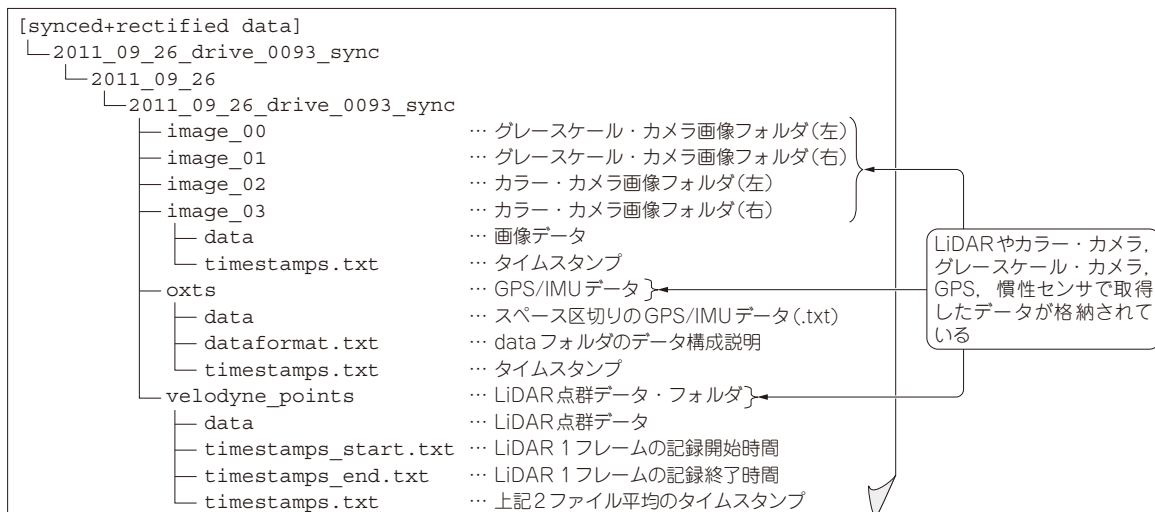 [synced+rectified data]
2011_09_26_drive_0093_sync
2011_09_26
2011_09_26_drive_0093_sync
image_00 … グレースケール・カメラ画像フォルダ(左)
image_01 … グレースケール・カメラ画像フォルダ(右)
image_02 … カラー・カメラ画像フォルダ(左)
image_03 … カラー・カメラ画像フォルダ(右)
data … 画像データ
timestamps.txt … タイムスタンプ
oxts … GPS/IMUデータ
data … スペース区切りのGPS/IMUデータ(.txt)
dataformat.txt … dataフォルダのデータ構成説明
timestamps.txt … タイムスタンプ
velodyne_points … LiDAR点群データ・フォルダ
data … LiDAR点群データ
timestamps_start.txt … LiDAR 1フレームの記録開始時間
timestamps_end.txt … LiDAR 1フレームの記録終了時間
timestamps.txt … 上記2ファイル平均のタイムスタンプ
LiDARやカラー・カメラ,
グレースケール・カメラ,
GPS,慣性センサで取得
したデータが格納されて
いる